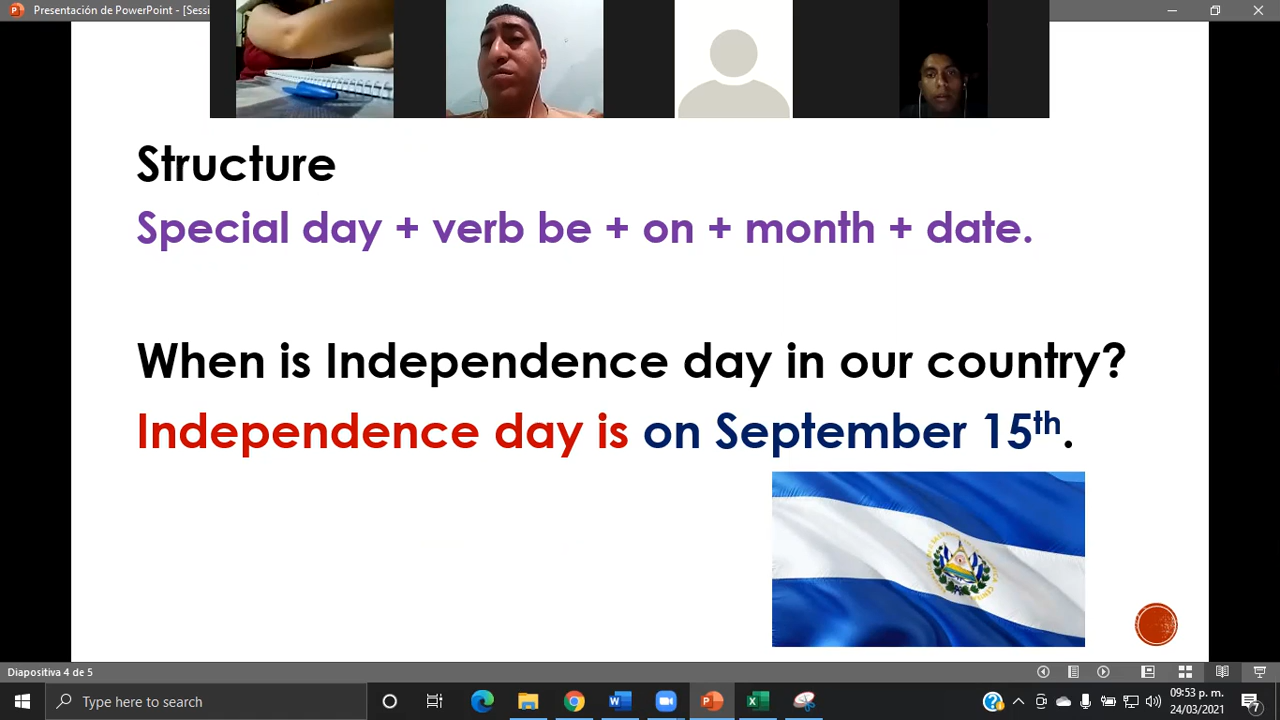 Presentación de PowerPoint - [Sesi
Structure
Special day + verb be + on + month + date.
When is Independence day in our country?
Independence day is on September 15th.
Diapositiva 4 de 5
Type here to search
09:53 p. m.
24/03/2021
7